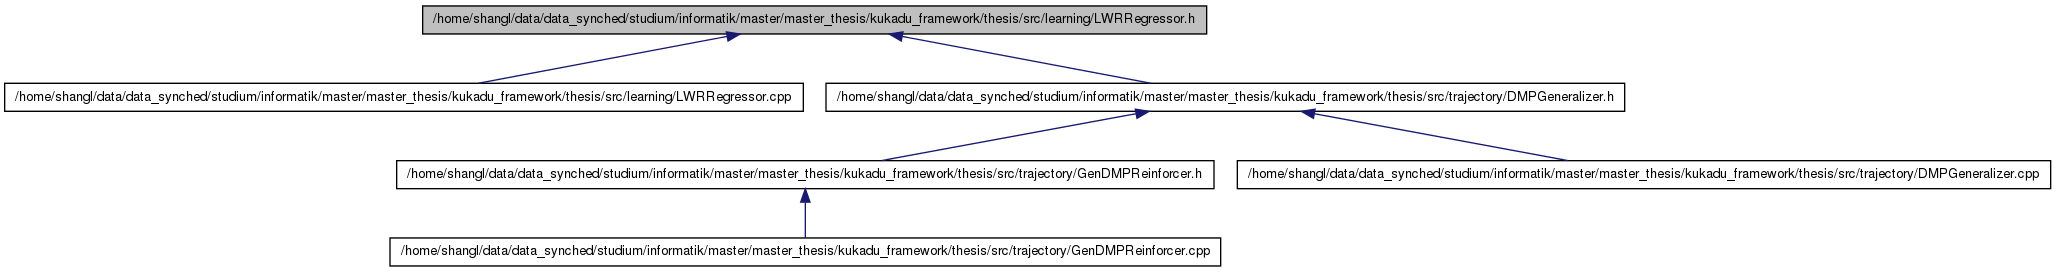 /home/shangl/data/data_synched/studium/informatik/master/master_thesis/kukadu_framework/thesis/src/learning/LWRRegressor.h
/home/shangl/data/data_synched/studium/informatik/master/master_thesis/kukadu_framework/thesis/src/learning/LWRRegressor.cpp
/home/shangl/data/data_synched/studium/informatik/master/master_thesis/kukadu_framework/thesis/src/trajectory/DMPGeneralizer.h
/home/shangl/data/data_synched/studium/informatik/master/master_thesis/kukadu_framework/thesis/src/trajectory/GenDMPReinforcer.h
/home/shangl/data/data_synched/studium/informatik/master/master_thesis/kukadu_framework/thesis/src/trajectory/DMPGeneralizer.cpp
/home/shangl/data/data_synched/studium/informatik/master/master_thesis/kukadu_framework/thesis/src/trajectory/GenDMPReinforcer.cpp